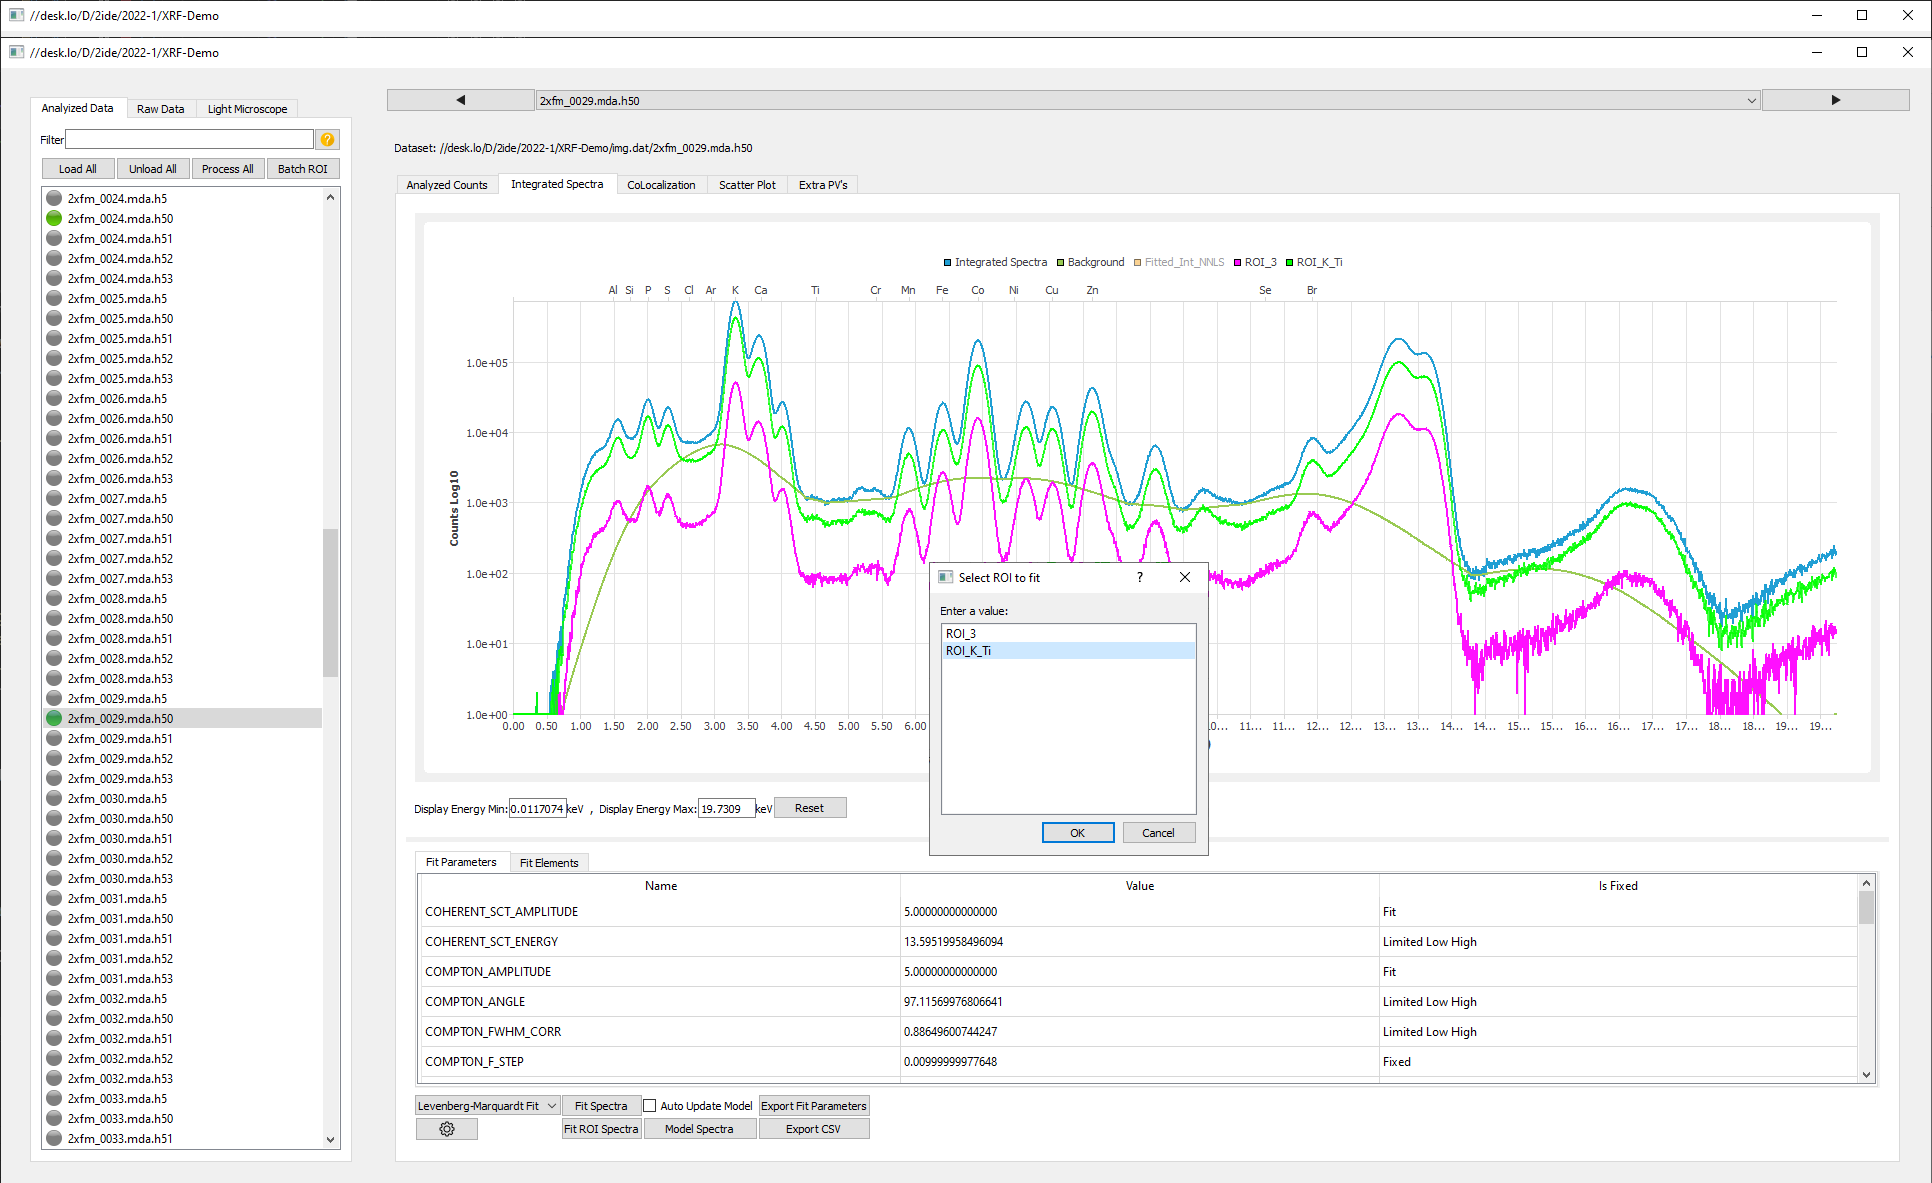 //desk.lo/D/2ide/2022-1/XRF-Demo
//desk.lo/D/2ide/2022-1/XRF-Demo
Analyized Data Raw Data Light Microscope
Filter
Load All Unload All Process All Batch ROI
2xfm_0024.mda.h5
2xfm_0024.mda.h50
2xfm_0024.mda.h51
2xfm_0024.mda.h52
2xfm_0024.mda.h53
2xfm_0025.mda.h5
2xfm_0025.mda.h50
2xfm_0025.mda.h51
2xfm_0025.mda.h52
2xfm_0025.mda.h53
2xfm_0026.mda.h5
2xfm_0026.mda.h50
2xfm_0026.mda.h51
2xfm_0026.mda.h52
2xfm_0026.mda.h53
2xfm_0027.mda.h5
2xfm_0027.mda.h50
2xfm_0027.mda.h51
2xfm_0027.mda.h52
2xfm_0027.mda.h53
2xfm_0028.mda.h5
2xfm_0028.mda.h50
2xfm_0028.mda.h51
2xfm_0028.mda.h52
2xfm_0028.mda.h53
2xfm_0029.mda.h5
2xfm_0029.mda.h50
2xfm_0029.mda.h51
2xfm_0029.mda.h52
2xfm_0029.mda.h53
2xfm_0030.mda.h5
2xfm_0030.mda.h50
2xfm_0030.mda.h51
2xfm_0030.mda.h52
2xfm_0030.mda.h53
2xfm_0031.mda.h5
2xfm_0031.mda.h50
2xfm_0031.mda.h51
2xfm_0031.mda.h52
2xfm_0031.mda.h53
2xfm_0032.mda.h5
2xfm_0032.mda.h50
2xfm_0032.mda.h51
2xfm_0032.mda.h52
2xfm_0032.mda.h53
2xfm_0033.mda.h5
2xfm_0033.mda.h50
2xfm_0033.mda.h51
2xfm_0029.mda.h50
Dataset: //desk.lo/D/2ide/2022-1/XRF-Demo/img.dat/2xfm_0029.mda.h50
Analyzed Counts Integrated Spectra CoLocalization Scatter Plot Extra PV's
Integrated Spectra Background Fitted_Int_NNLS ROI_3 ROI_K_Ti
Al Si P S Cl Ar K Ca Ti Cr Mn Fe Co Ni Cu Zn Se Br
Counts Log10
1.0e+05
1.0e+04
1.0e+03
1.0e+02
1.0e+01
1.0e+00
0.00 0.50 1.00 1.50 2.00 2.50 3.00 3.50 4.00 4.50 5.00 5.50 6.00 0... 11... 11... 12... 12... 13... 13... 14... 14... 15... 15... 16... 16... 17... 17... 18... 18... 19... 19...
Select ROI to fit ?
Enter a value:
ROI_3
ROI_K_Ti
OK Cancel
Display Energy Min: 0.0117074 keV , Display Energy Max: 19.7309 keV Reset
Fit Parameters Fit Elements
Name Value Is Fixed
COHERENT_SCT_AMPLITUDE 5.00000000000000 Fit
COHERENT_SCT_ENERGY 13.59519958496094 Limited Low High
COMPTON_AMPLITUDE 5.00000000000000 Fit
COMPTON_ANGLE 97.11569976806641 Limited Low High
COMPTON_FWHM_CORR 0.88649600744247 Limited Low High
COMPTON_F_STEP 0.00999999977648 Fixed
Levenberg-Marquardt Fit Fit Spectra Auto Update Model Export Fit Parameters
Fit ROI Spectra Model Spectra Export CSV